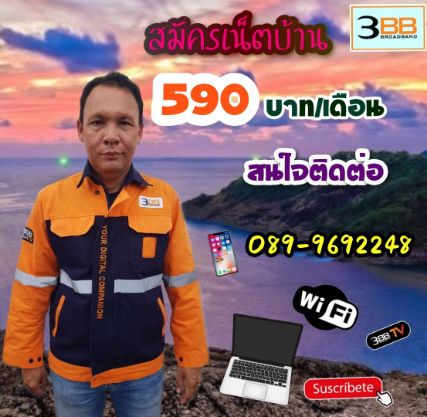 สมัครเน็ตบ้าน
3BB
BROADBAND
590 บาท/เดือน
สนใจติดต่อ
089-9692248
3BB
YOUR DIGITAL COMPANION
Wi Fi
3BB TV
Suscríbete